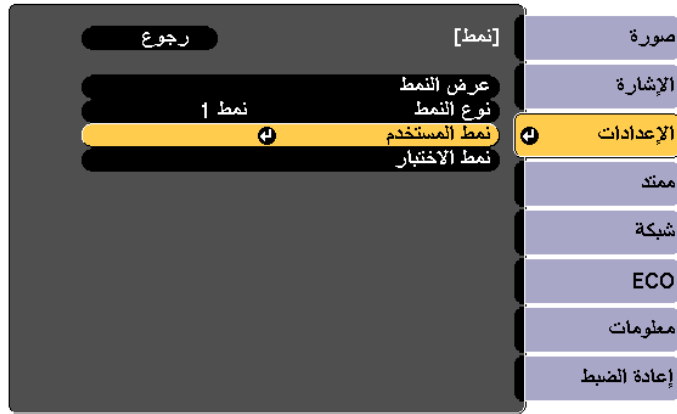 صورة
الإشارة
الإعدادات
ممتد
شبكة
ECO
معلومات
إعادة الضبط
[نمط] رجوع
عرض النمط
نوع النمط نمط 1
نمط المستخدم
نمط الاختبار